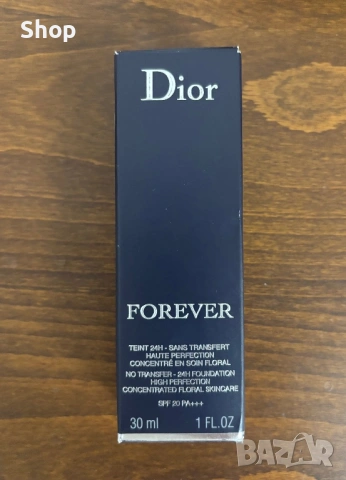 Shop
Dior
FOREVER
TEINT 24H - SANS TRANSFERT
HAUTE PERFECTION
CONCENTRÉ EN SOIN FLORAL
NO TRANSFER - 24H FOUNDATION
HIGH PERFECTION
CONCENTRATED FLORAL SKINCARE
SPF 20 PA+++
30 ml 1 FL.OZ
BAZAR